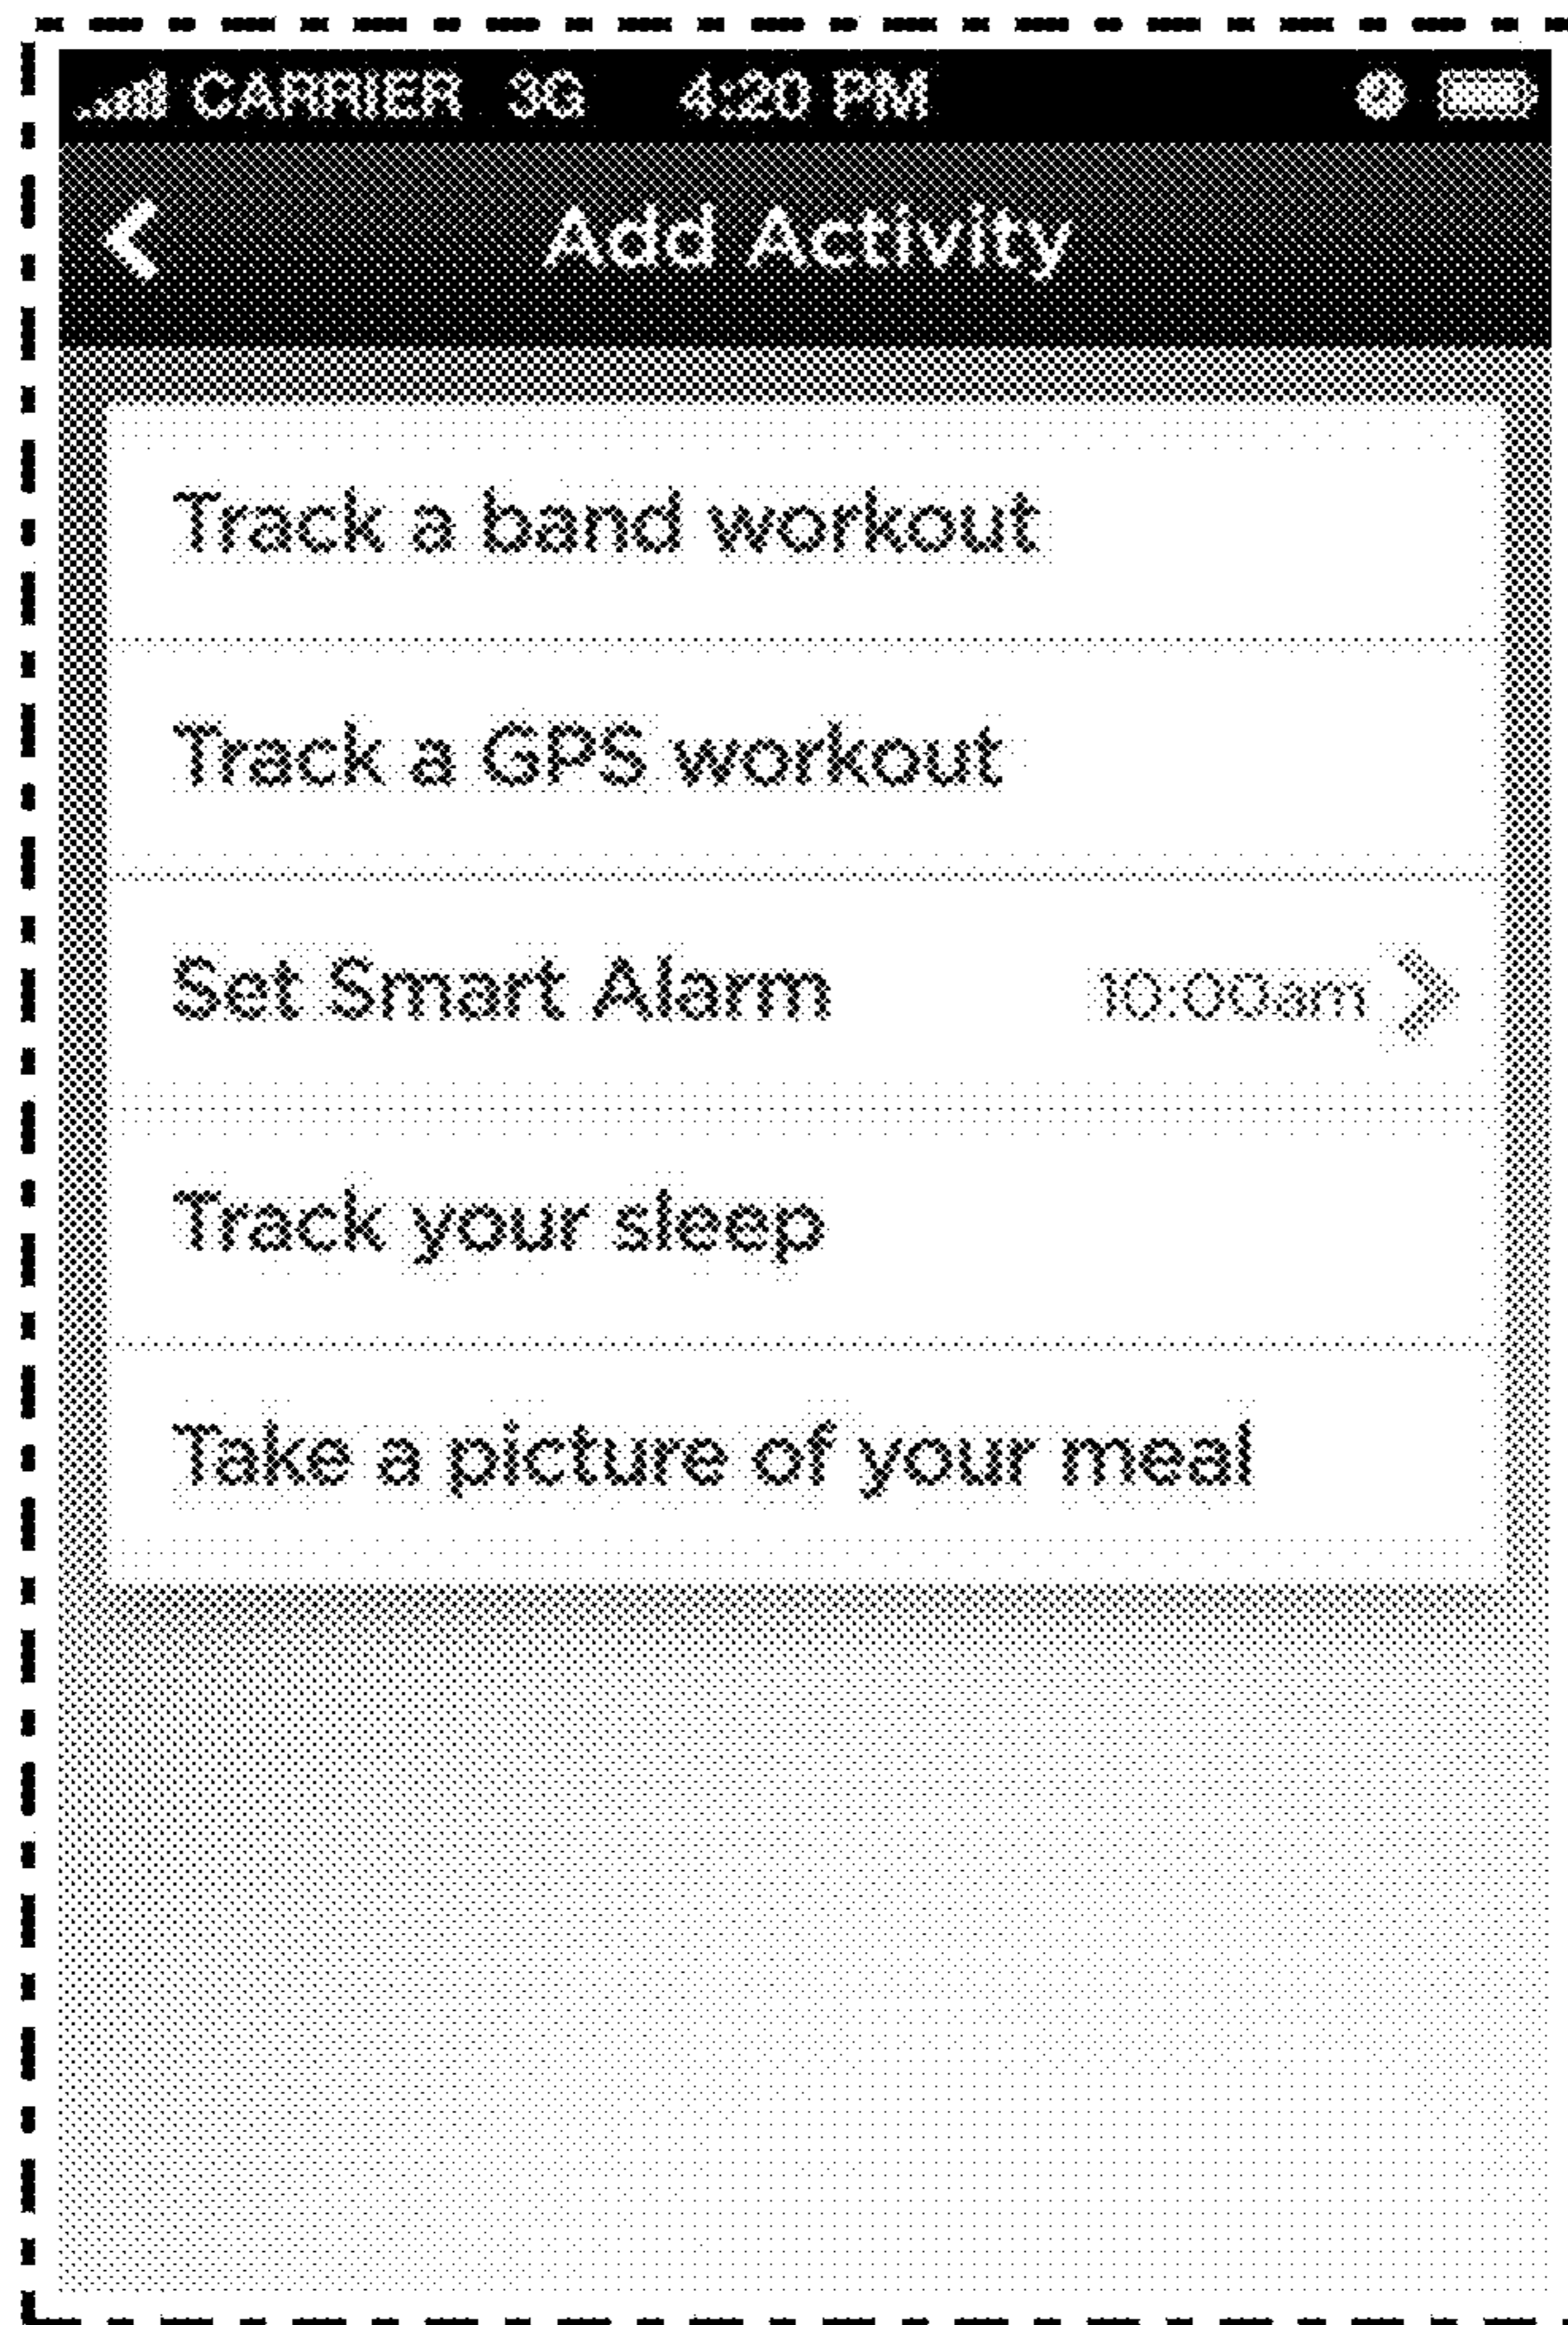 CARRIER 3G 4:20 PM
Add Activity
Track a band workout
Track a GPS workout
Set Smart Alarm 10:00am
Track your sleep
Take a picture of your meal